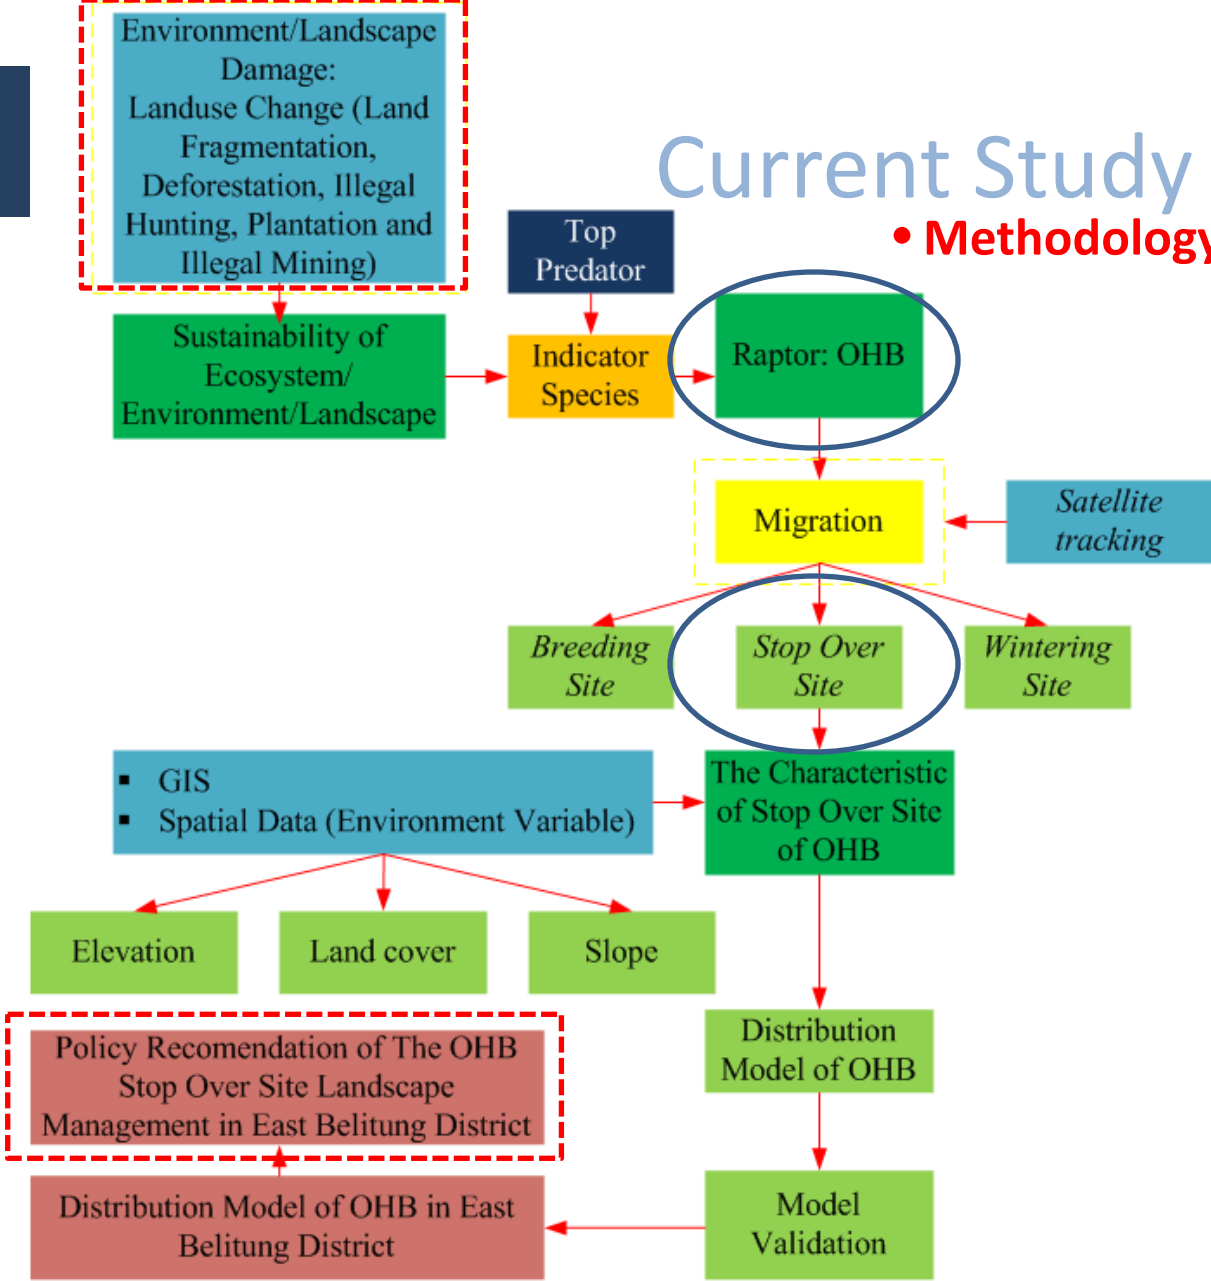 Environment/Landscape
Damage:
Landuse Change (Land
Fragmentation,
Deforestation, Illegal
Hunting, Plantation and
Illegal Mining)
Current Study
• Methodology
Top
Predator
Sustainability of
Ecosystem/
Environment/Landscape
Indicator
Species
Raptor: OHB
Migration
Satellite
tracking
Breeding
Site
Stop Over
Site
Wintering
Site
▪ GIS
▪ Spatial Data (Environment Variable)
The Characteristic
of Stop Over Site
of OHB
Elevation
Land cover
Slope
Distribution
Model of OHB
Policy Recomendation of The OHB
Stop Over Site Landscape
Management in East Belitung District
Distribution Model of OHB in East
Belitung District
Model
Validation